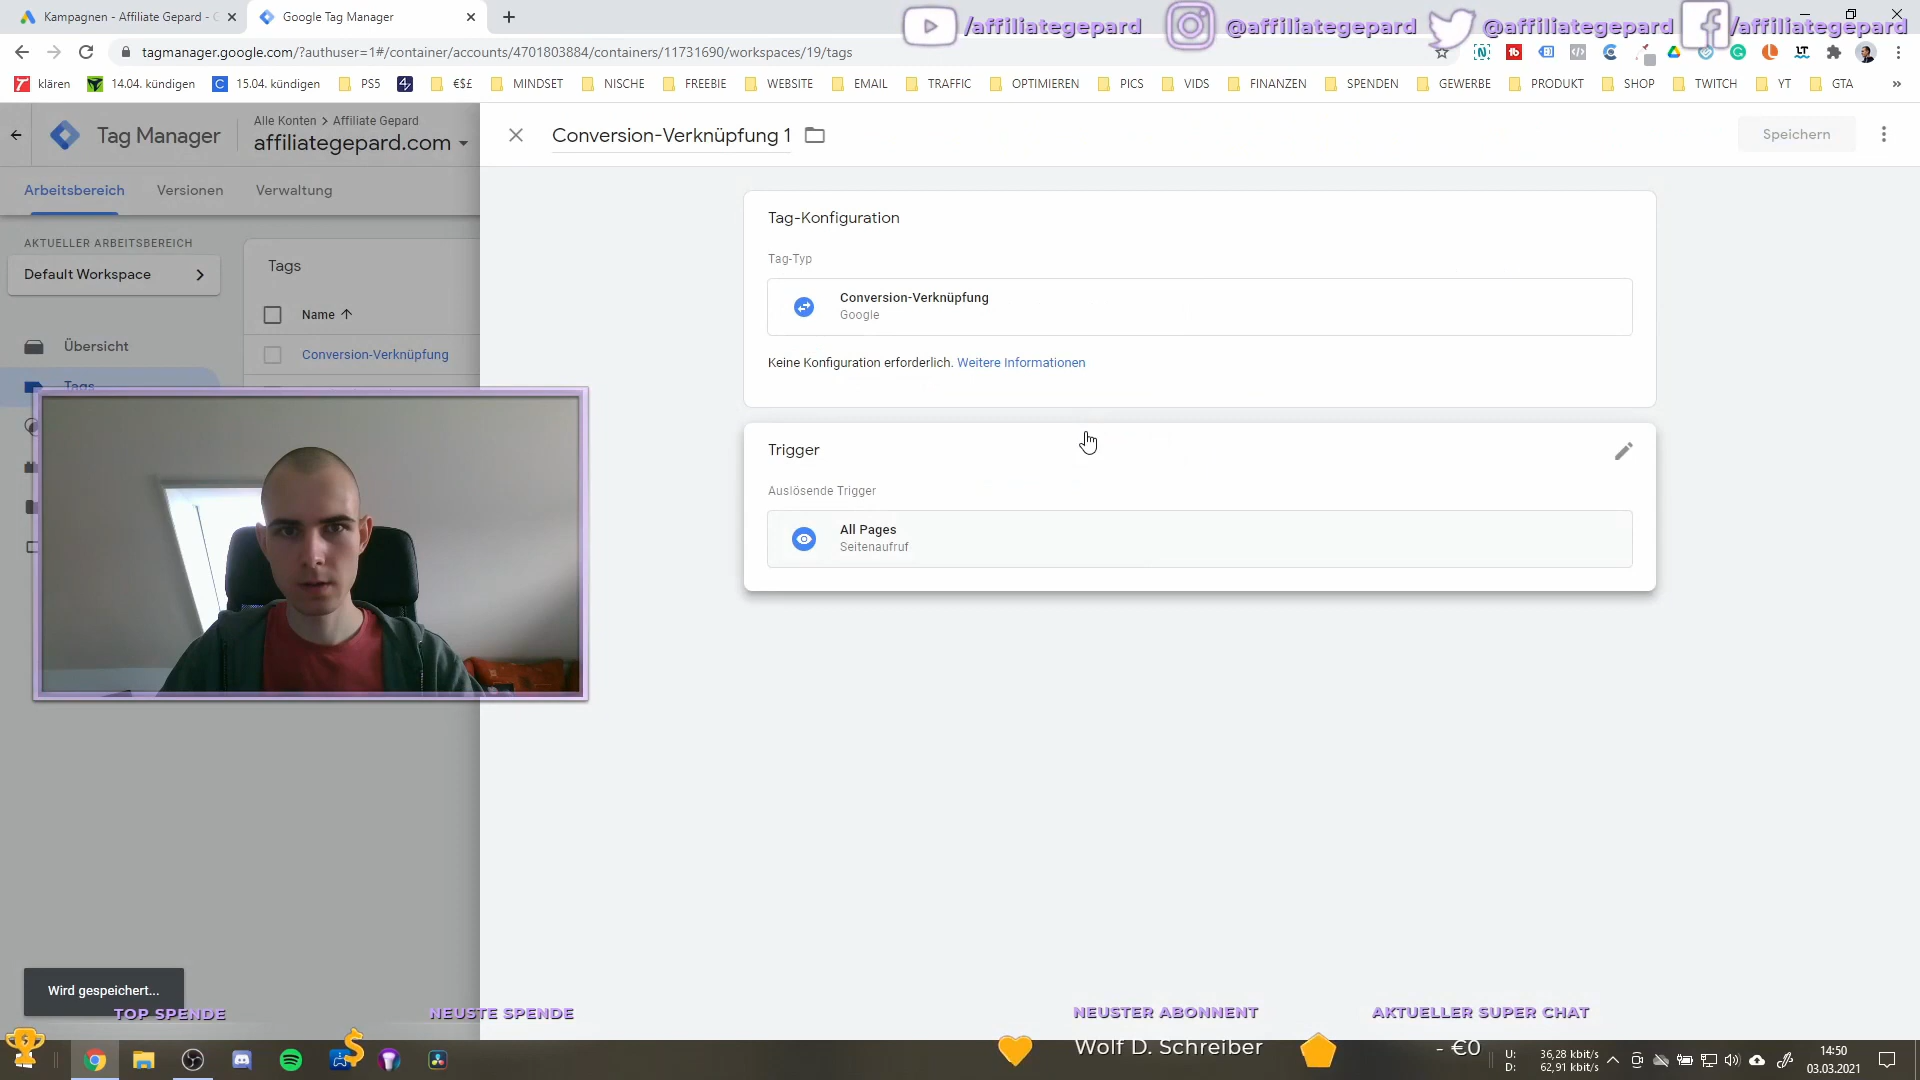 Kampagnen - Affiliate Gepard - G
Google Tag Manager
/affiliategepard
@affiliategepard
@affiliategepard
/affiliategepard
tagmanager.google.com/?authuser=1#/container/accounts/4701803884/containers/11731690/workspaces/19/tags
klären
14.04. kündigen
15.04. kündigen
PS5
€$£
MINDSET
NISCHE
FREEBIE
WEBSITE
EMAIL
TRAFFIC
OPTIMIEREN
PICS
VIDS
FINANZEN
SPENDEN
GEWERBE
PRODUKT
SHOP
TWITCH
YT
GTA
Tag Manager
Alle Konten > Affiliate Gepard
affiliategepard.com
Conversion-Verknüpfung 1
Speichern
Arbeitsbereich
Versionen
Verwaltung
AKTUELLER ARBEITSBEREICH
Default Workspace
Tags
Name
Conversion-Verknüpfung
Übersicht
Tags
Tag-Konfiguration
Tag-Typ
Conversion-Verknüpfung
Google
Keine Konfiguration erforderlich. Weitere Informationen
Trigger
Auslösende Trigger
All Pages
Seitenaufruf
Wird gespeichert...
TOP SPENDE
NEUSTE SPENDE
NEUSTER ABONNENT
Wolf D. Schreiber
AKTUELLER SUPER CHAT
- €0
U: 36,28 kbit/s
D: 62,91 kbit/s
14:50
03.03.2021